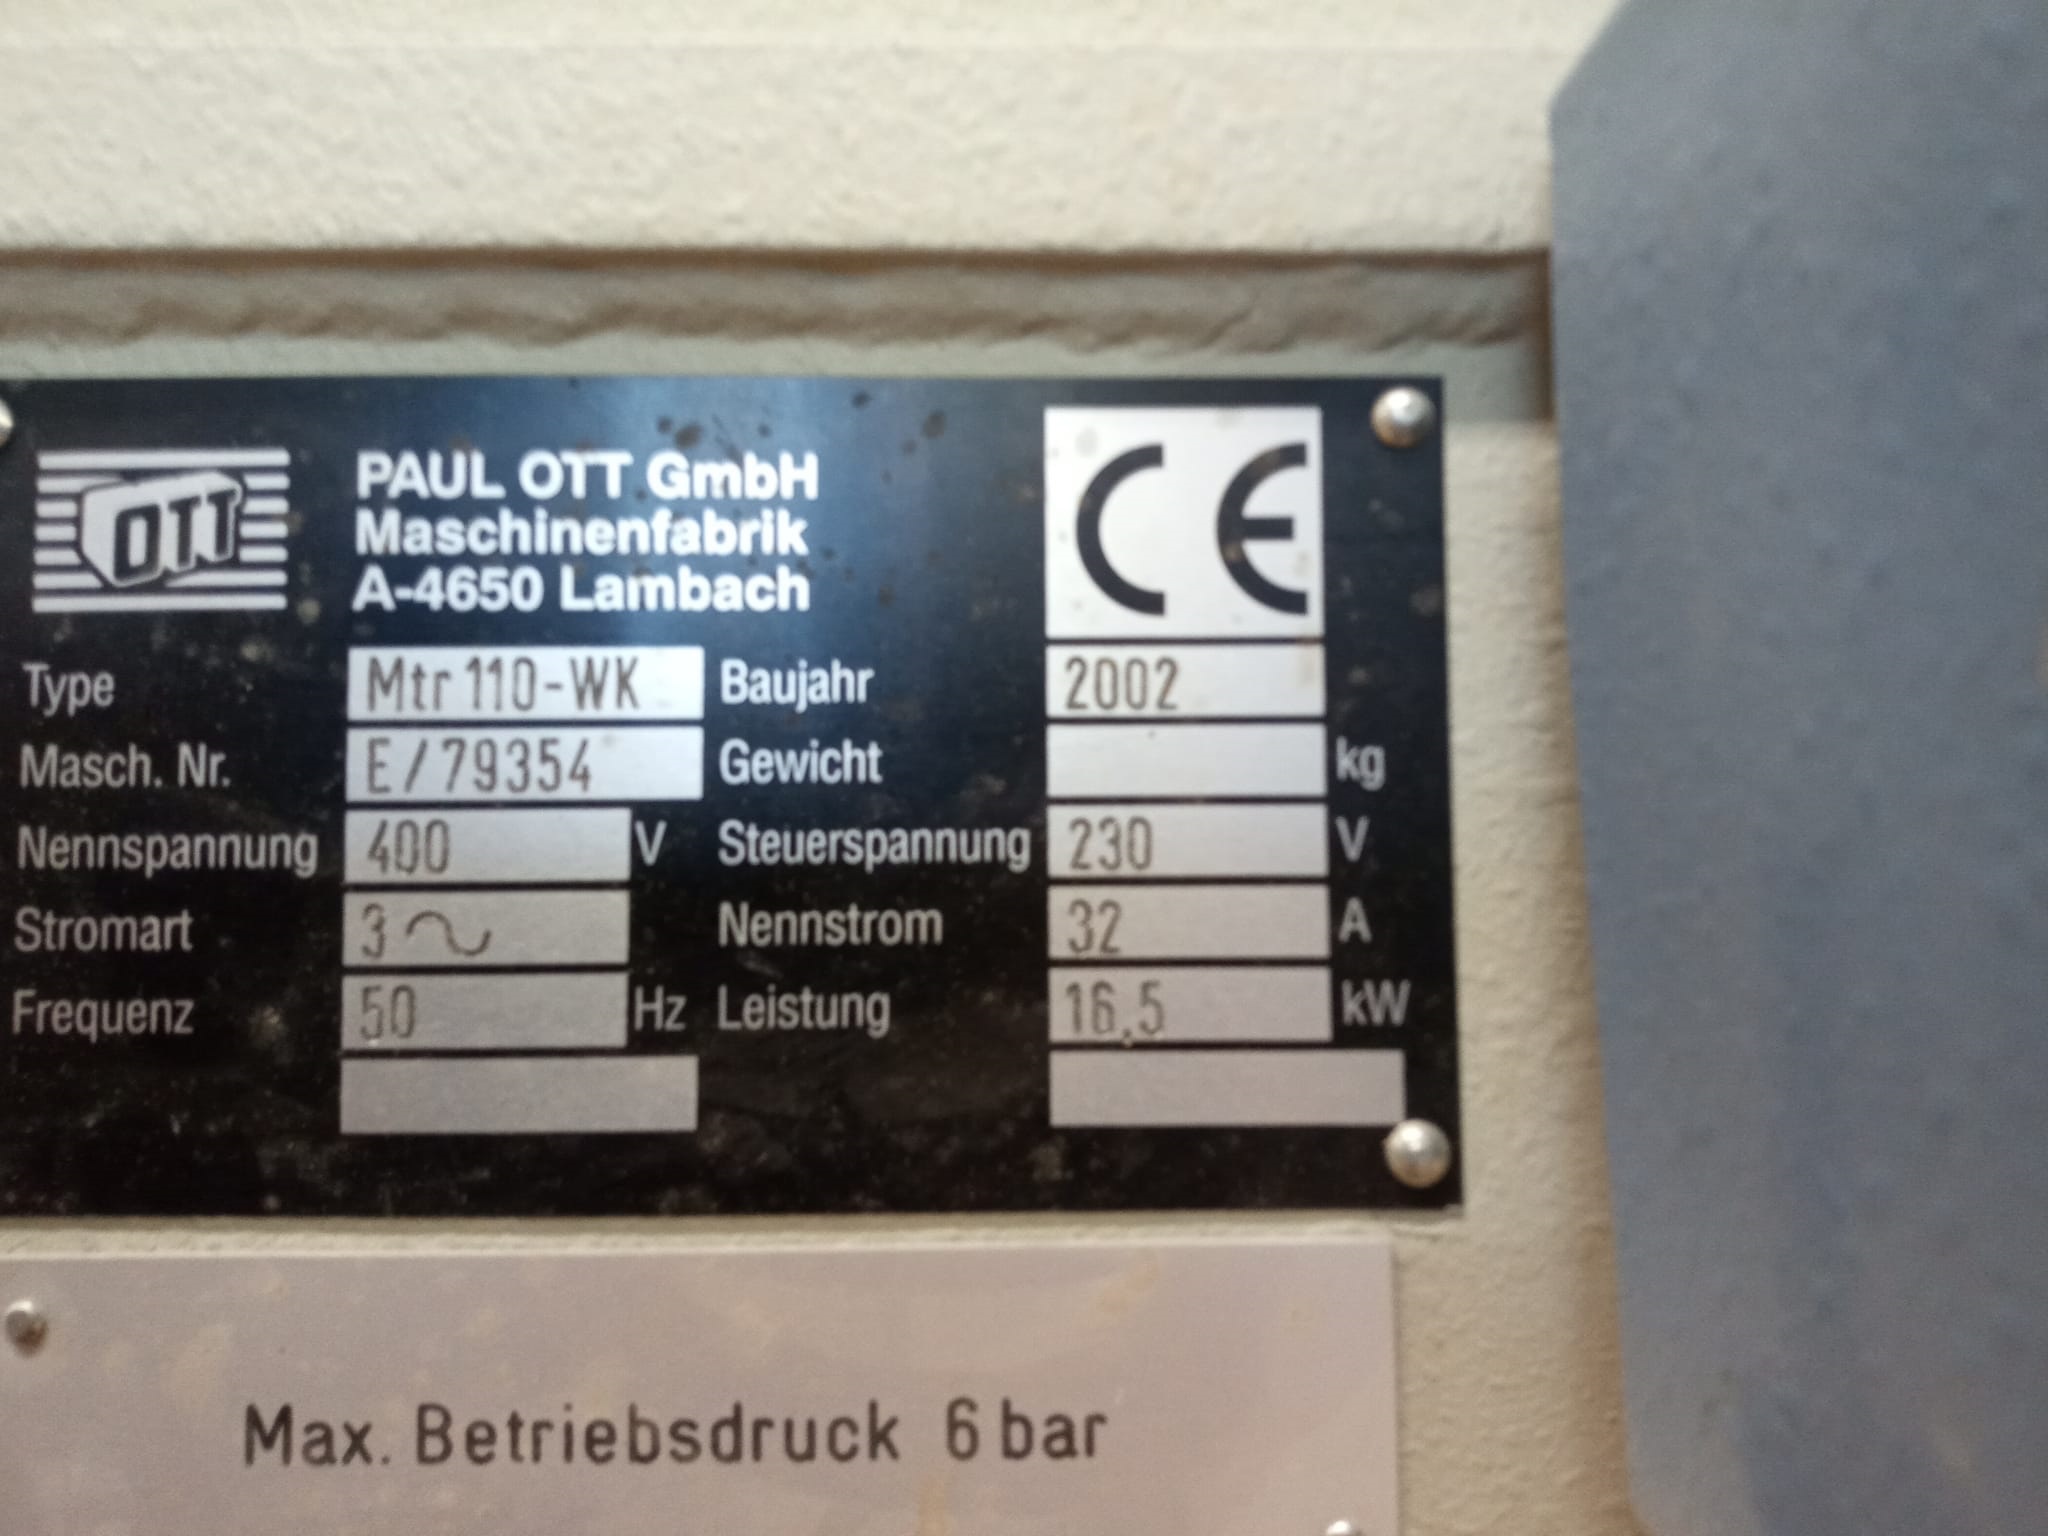 OTT
PAUL OTT GmbH
Maschinenfabrik
A-4650 Lambach
CE
Type Mtr 110-WK Baujahr 2002
Masch. Nr. E/79354 Gewicht kg
Nennspannung 400 V Steuerspannung 230 V
Stromart 3 ~ Nennstrom 32 A
Frequenz 50 Hz Leistung 16,5 kW
Max. Betriebsdruck 6 bar